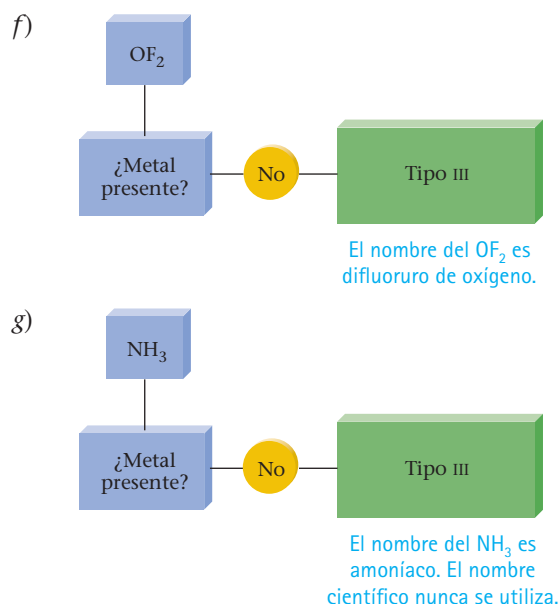 f)
OF₂
¿Metal
presente?
No
Tipo III
El nombre del OF₂ es
difluoruro de oxígeno.
g)
NH₃
¿Metal
presente?
No
Tipo III
El nombre del NH₃ es
amoníaco. El nombre
científico nunca se utiliza.